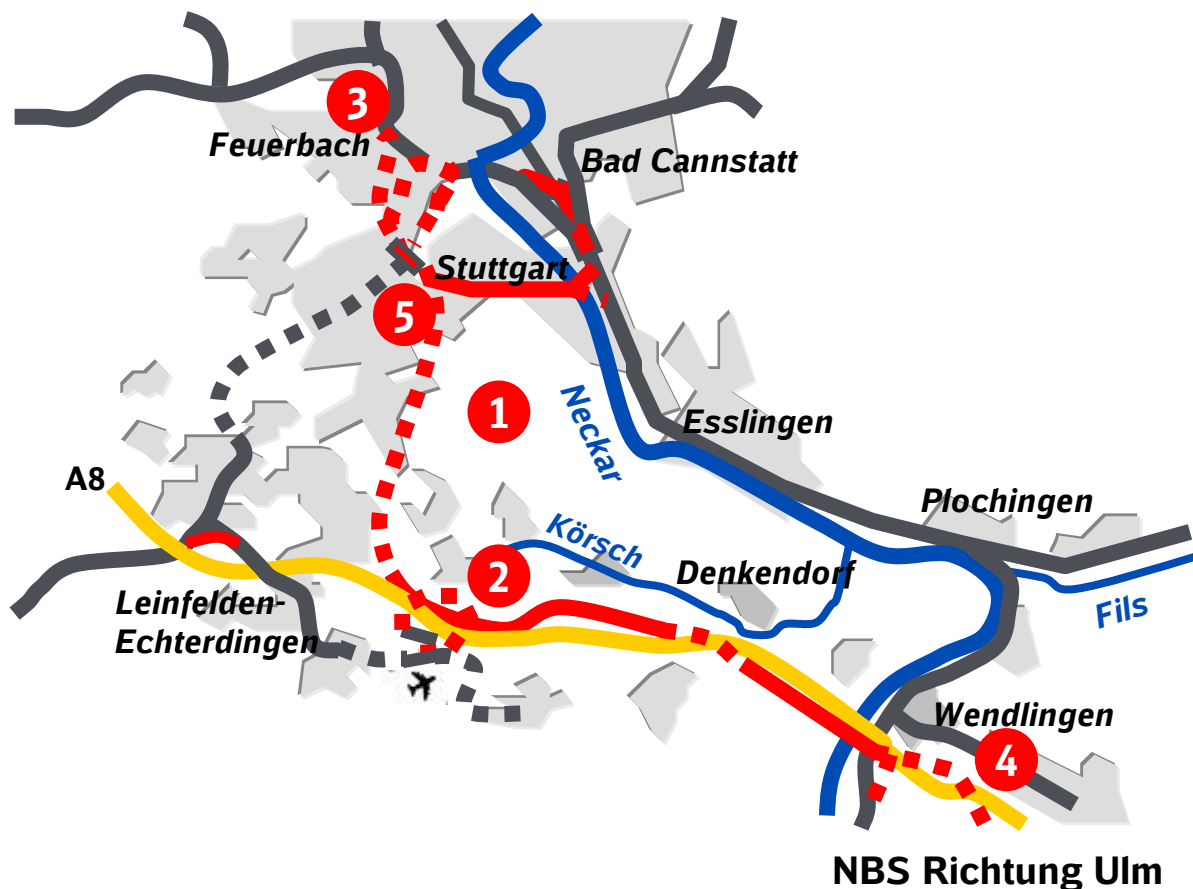 3
Feuerbach
Bad Cannstatt
Stuttgart
5
1
Neckar
Esslingen
A8
Plochingen
Körsch
2
Denkendorf
Leinfelden-
Echterdingen
Fils
Wendlingen
4
NBS Richtung Ulm